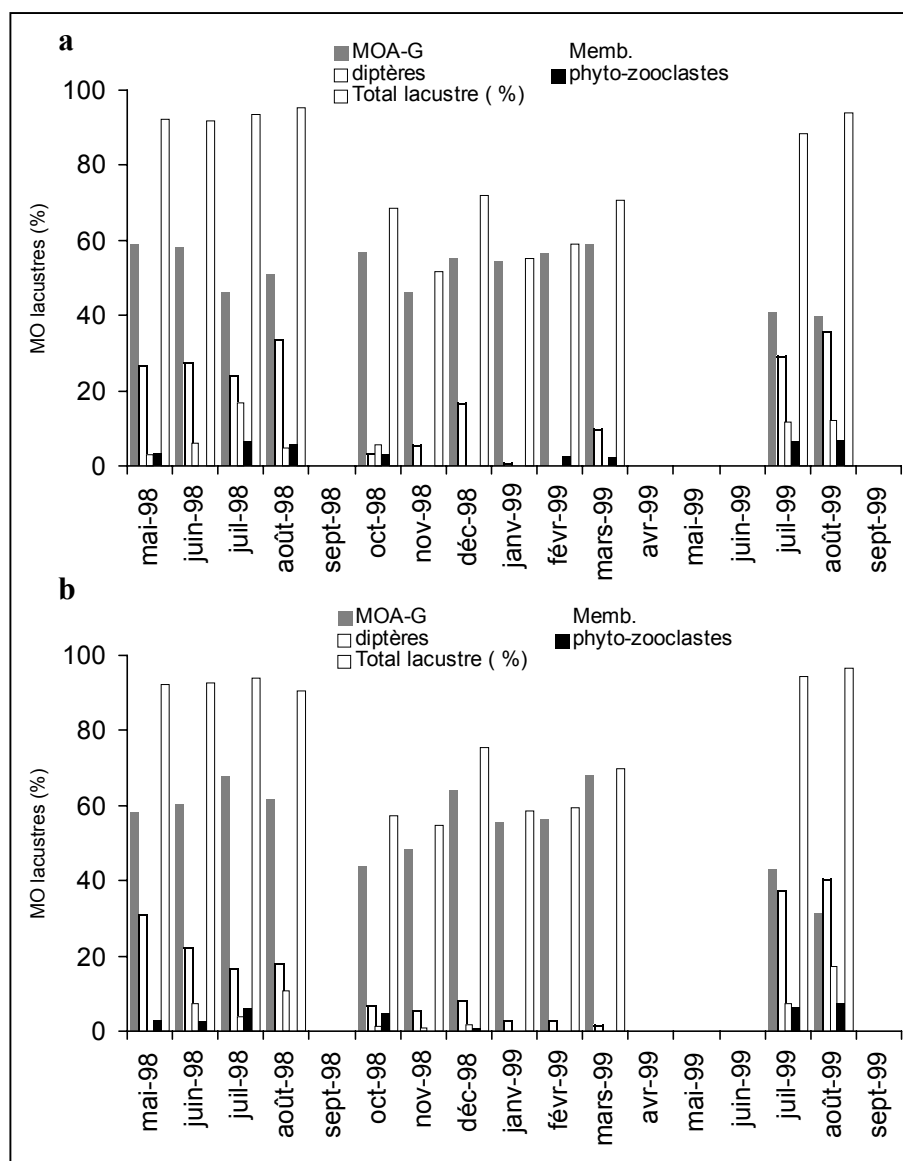 a
MOA-G Memb.
diptères phyto-zooclastes
Total lacustre ( %)
MO lacustres (%)
100
80
60
40
20
0
mai-98 juin-98 juil-98 août-98 sept-98 oct-98 nov-98 déc-98 janv-99 févr-99 mars-99 avr-99 mai-99 juin-99 juil-99 août-99 sept-99
b
MOA-G Memb.
diptères phyto-zooclastes
Total lacustre ( %)
MO lacustres (%)
100
80
60
40
20
0
mai-98 juin-98 juil-98 août-98 sept-98 oct-98 nov-98 déc-98 janv-99 févr-99 mars-99 avr-99 mai-99 juin-99 juil-99 août-99 sept-99